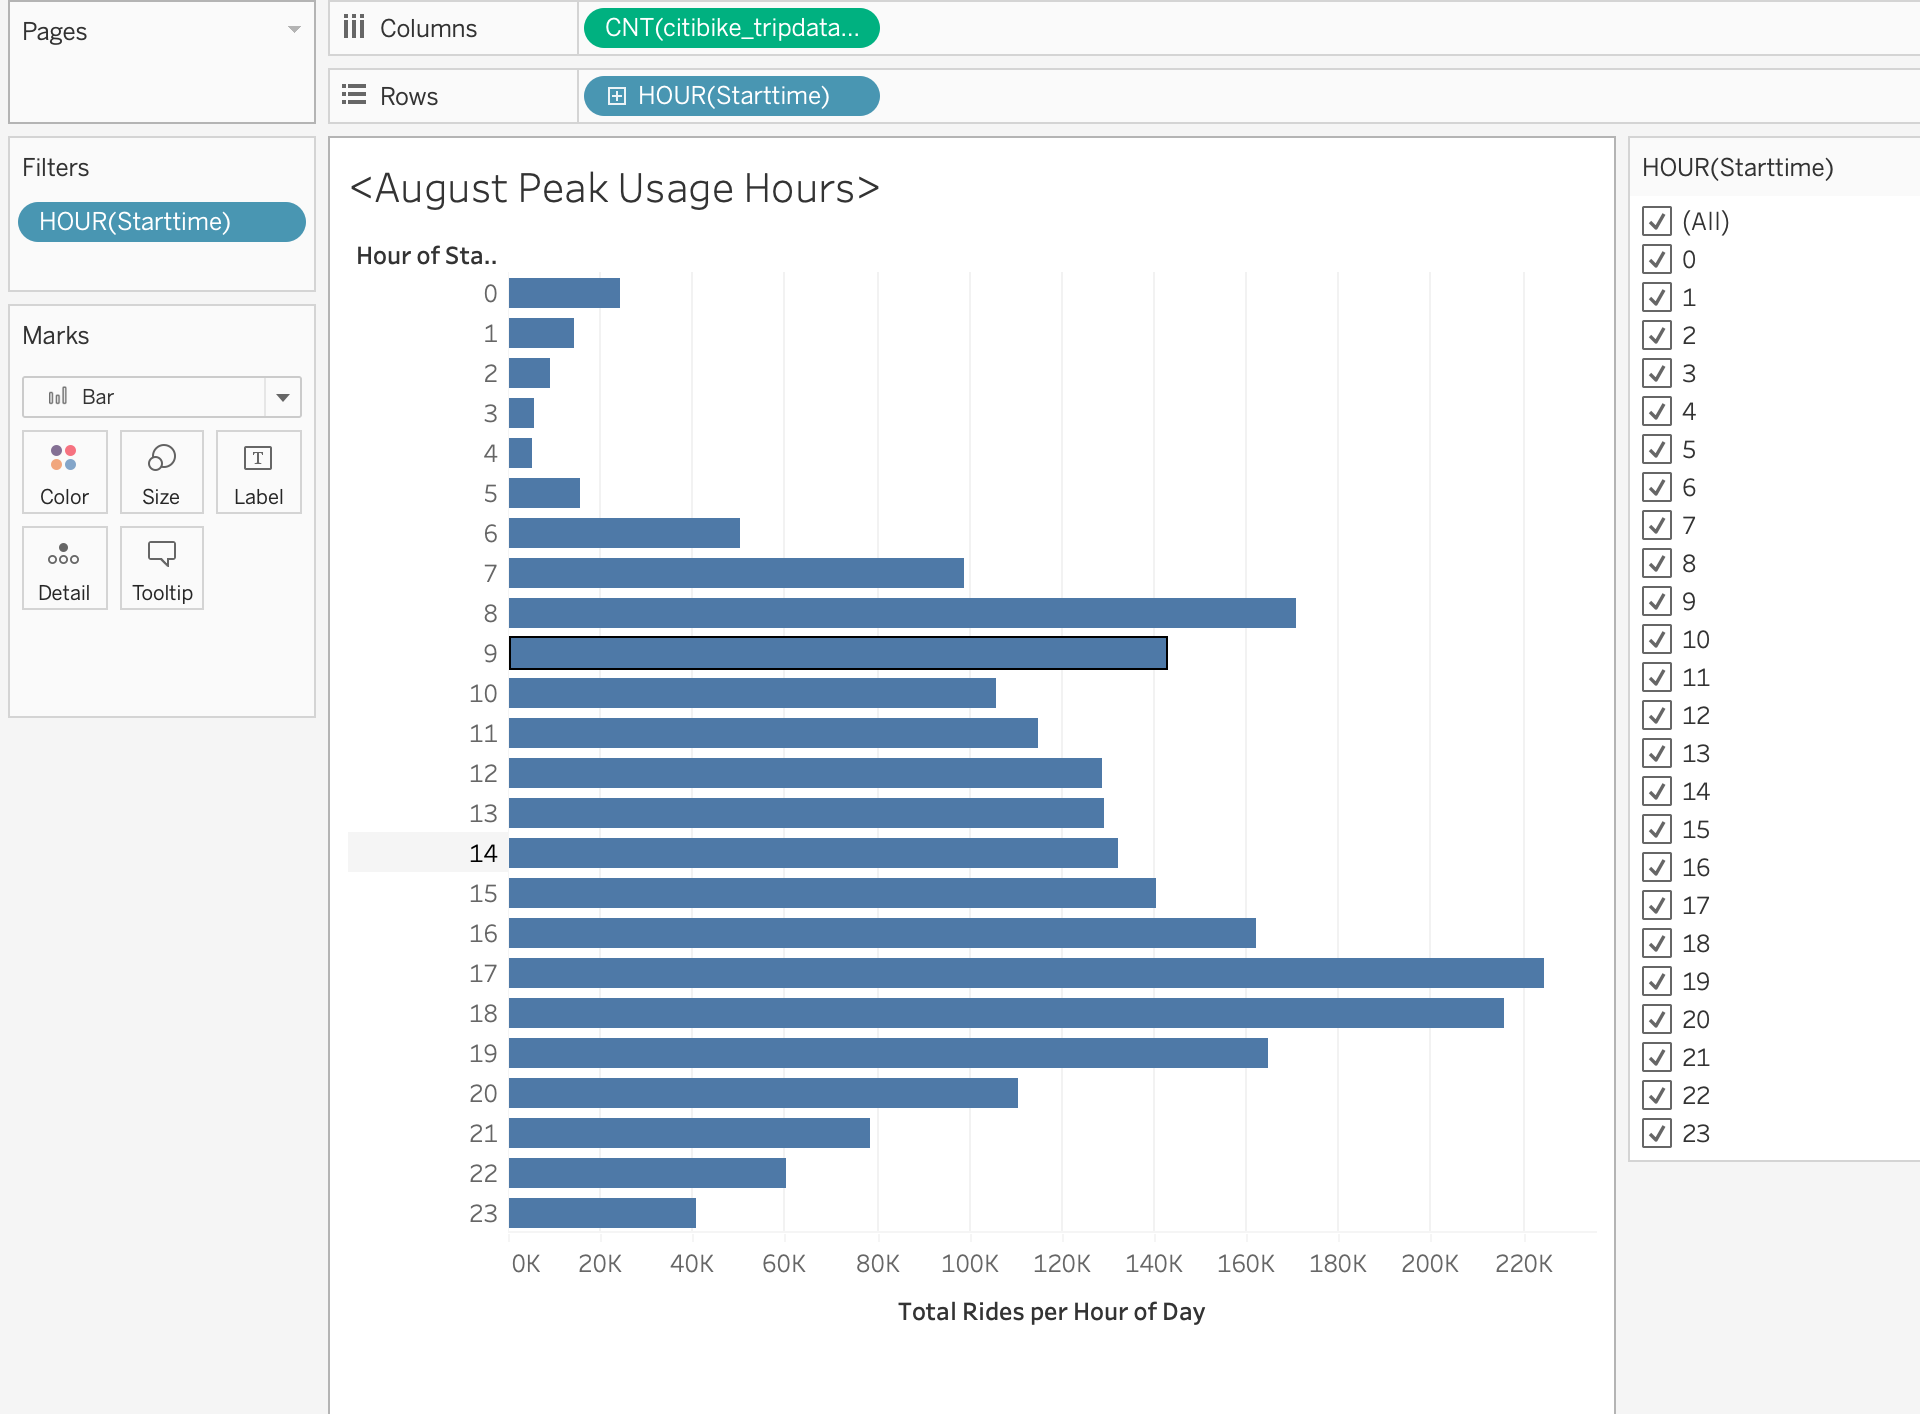 Pages
Columns
CNT(citibike_tripdata...
Rows
HOUR(Starttime)
Filters
HOUR(Starttime)
Marks
Bar
Color
Size
T
Label
Detail
Tooltip
<August Peak Usage Hours>
Hour of Sta..
0
1
2
3
4
5
6
7
8
9
10
11
12
13
14
15
16
17
18
19
20
21
22
23
0K 20K 40K 60K 80K 100K 120K 140K 160K 180K 200K 220K
Total Rides per Hour of Day
HOUR(Starttime)
(All)
0
1
2
3
4
5
6
7
8
9
10
11
12
13
14
15
16
17
18
19
20
21
22
23